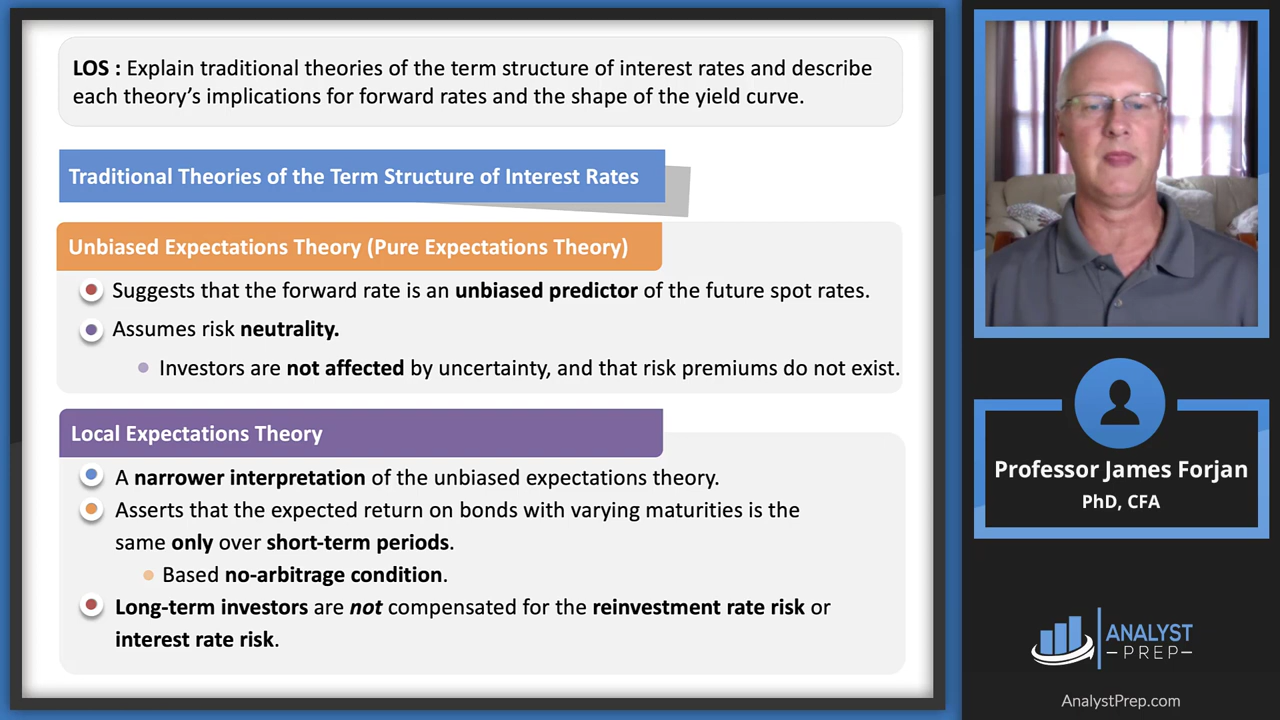 LOS : Explain traditional theories of the term structure of interest rates and describe
each theory's implications for forward rates and the shape of the yield curve.
Traditional Theories of the Term Structure of Interest Rates
Unbiased Expectations Theory (Pure Expectations Theory)
Suggests that the forward rate is an unbiased predictor of the future spot rates.
Assumes risk neutrality.
Investors are not affected by uncertainty, and that risk premiums do not exist.
Local Expectations Theory
A narrower interpretation of the unbiased expectations theory.
Asserts that the expected return on bonds with varying maturities is the
same only over short-term periods.
Based no-arbitrage condition.
Long-term investors are not compensated for the reinvestment rate risk or
interest rate risk.
Professor James Forjan
PhD, CFA
ANALYST
PREP
AnalystPrep.com